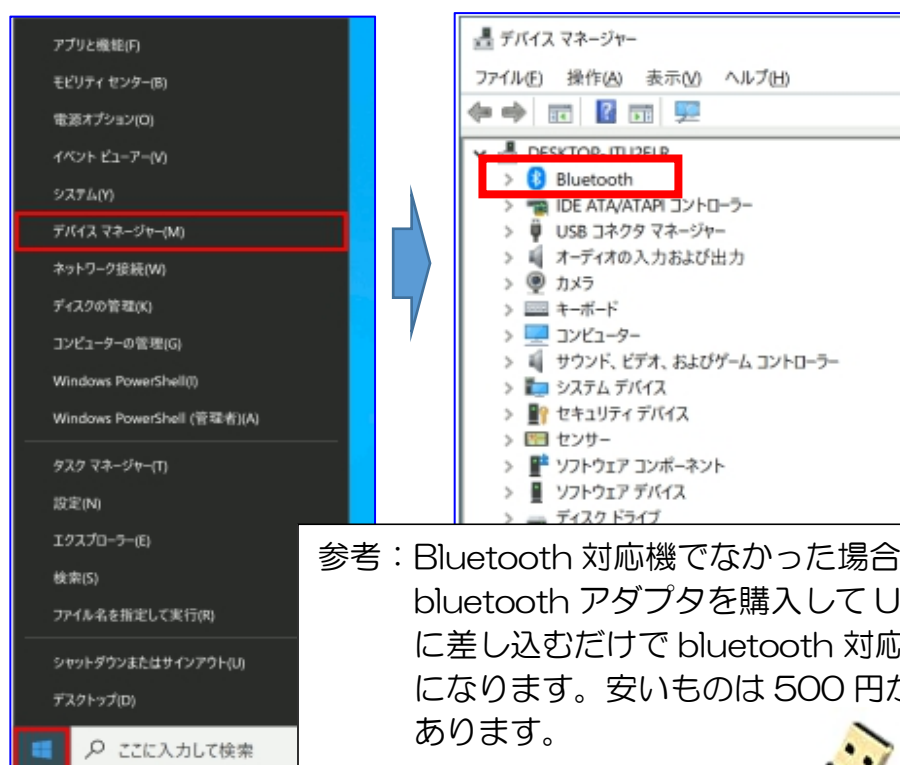 アプリと機能(F)
モビリティ センター(B)
電源オプション(O)
イベント ビューアー(V)
システム(Y)
デバイス マネージャー(M)
ネットワーク接続(W)
ディスクの管理(K)
コンピューターの管理(G)
Windows PowerShell(I)
Windows PowerShell (管理者)(A)
タスク マネージャー(T)
設定(N)
エクスプローラー(E)
検索(S)
ファイル名を指定して実行(R)
シャットダウンまたはサインアウト(U)
デスクトップ(D)
ここに入力して検索
デバイス マネージャー
ファイル(F) 操作(A) 表示(V) ヘルプ(H)
Bluetooth
IDE ATA/ATAPI コントローラー
USB コネクタ マネージャー
オーディオの入力および出力
カメラ
キーボード
コンピューター
サウンド、ビデオ、およびゲーム コントローラー
システム デバイス
セキュリティ デバイス
センサー
ソフトウェア コンポーネント
ソフトウェア デバイス
ディスク ドライブ
参考：Bluetooth 対応機でなかった場合
bluetooth アダプタを購入して U
に差し込むだけで bluetooth 対応
になります。安いものは 500 円
あります。